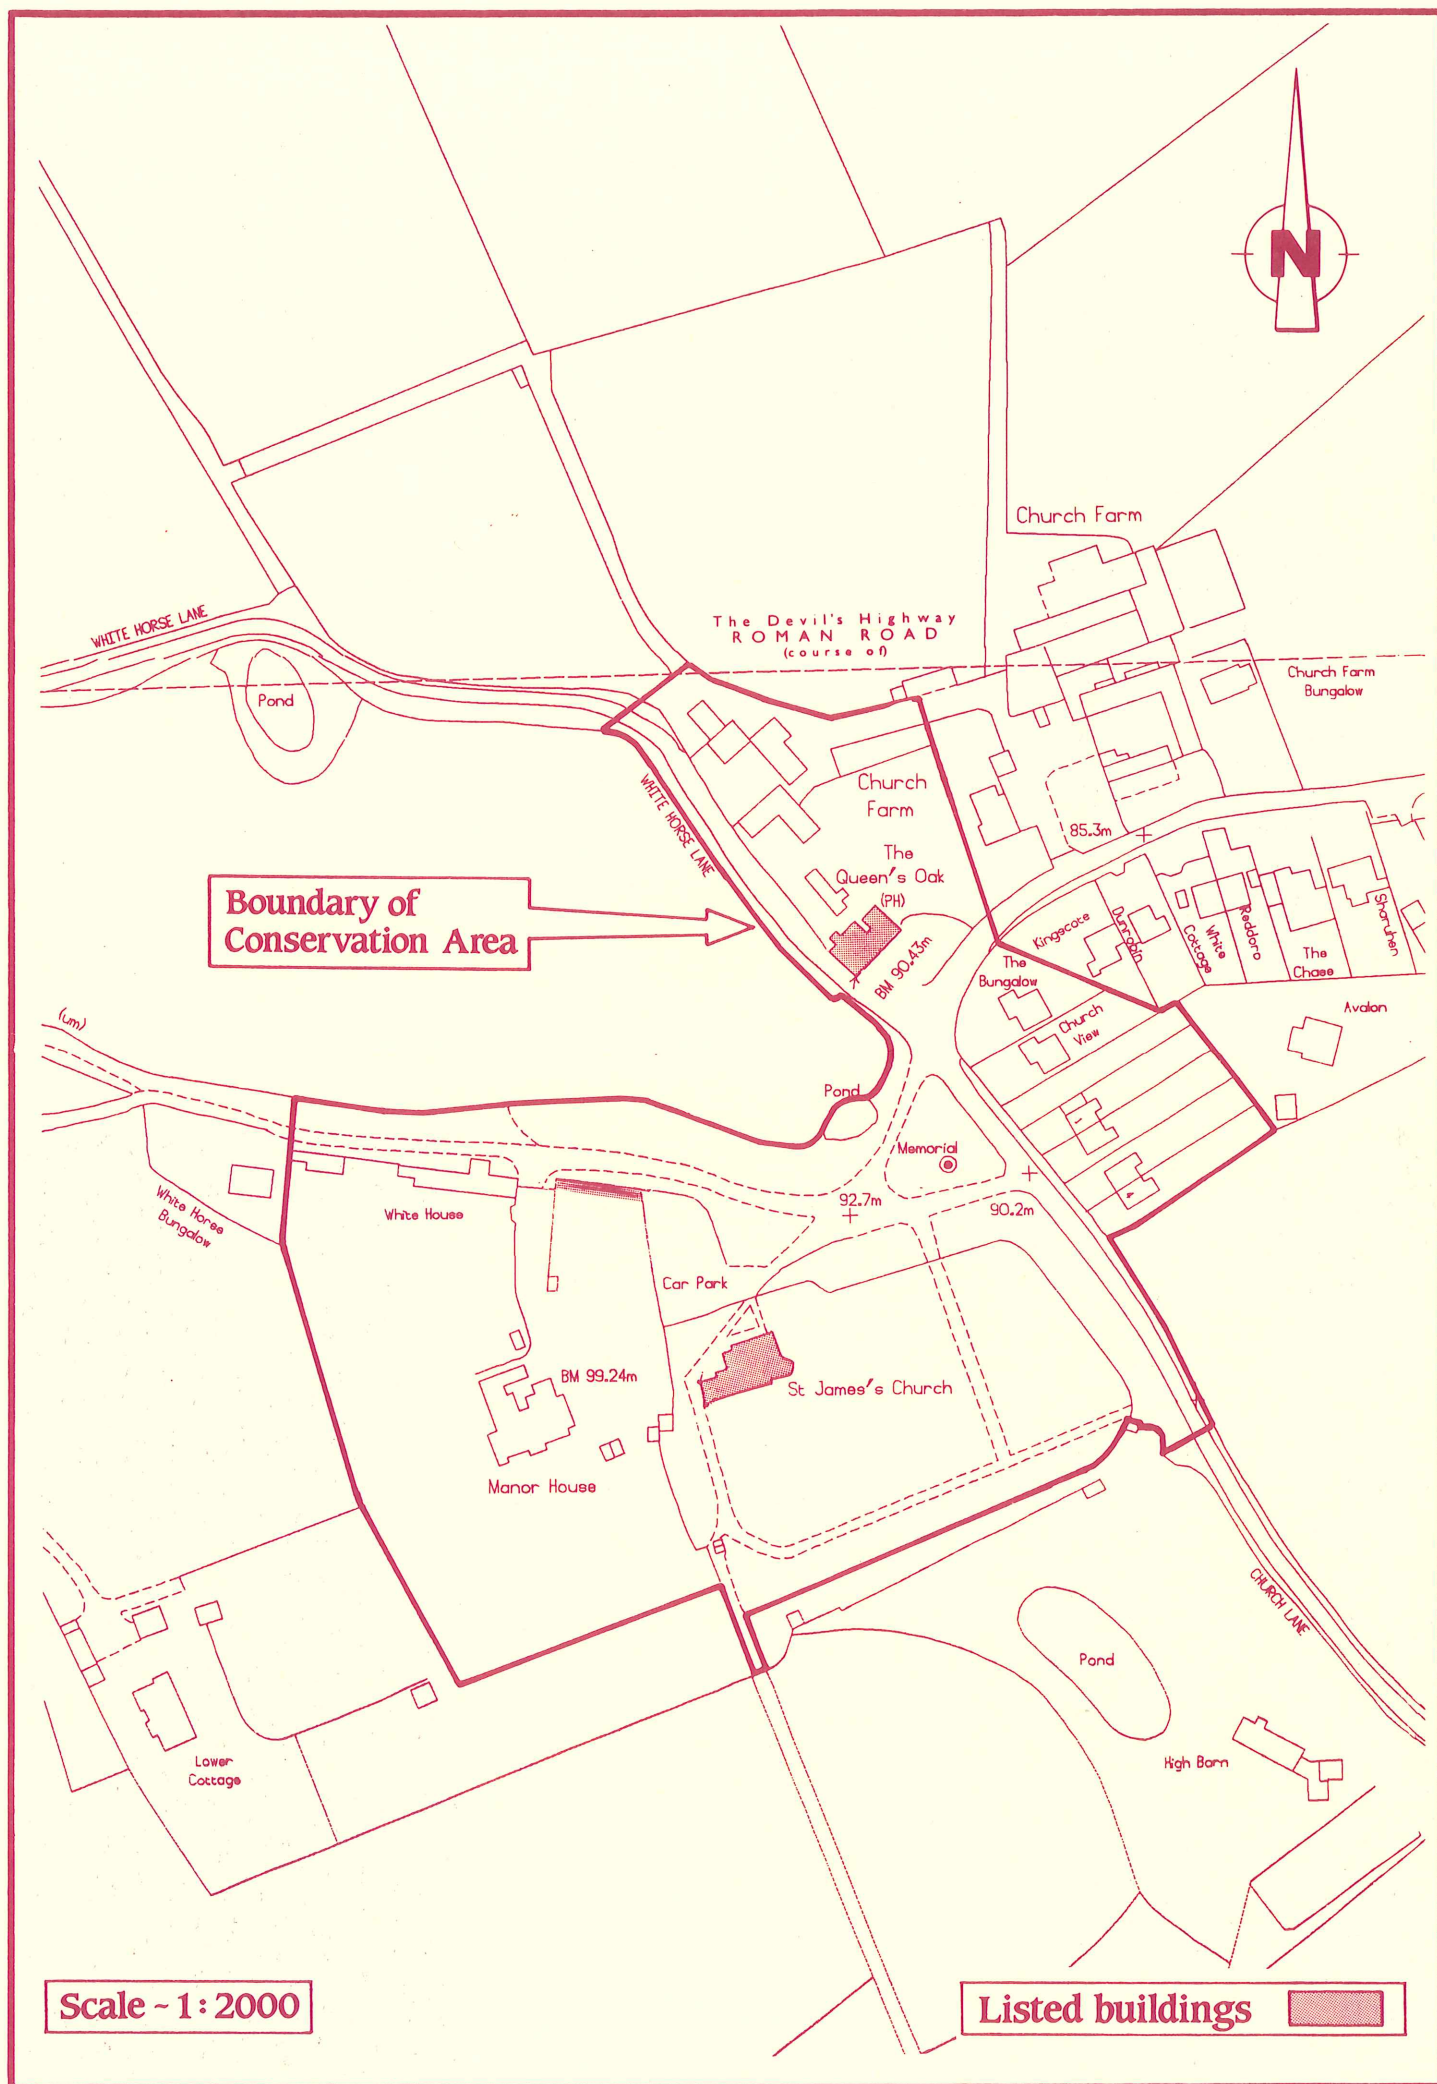 N
Church Farm
WHITE HORSE LANE
The Devil's Highway
ROMAN ROAD
(course of)
Church Farm
Bungalow
Pond
WHITE HORSE LANE
Church
Farm
85.3m
The
Queen's Oak
(PH)
BM 90.43m
Boundary of
Conservation Area
Kingscote
Dunrobin
White
Cottage
Reddoro
The
Chase
The
Bungalow
Church
View
Avalon
(um)
Pond
1
Memorial
4
White Horse
Bungalow
White House
92.7m
90.2m
Car Park
BM 99.24m
St James's Church
Manor House
CHURCH LANE
Pond
Lower
Cottage
High Barn
Scale ~ 1:2000
Listed buildings